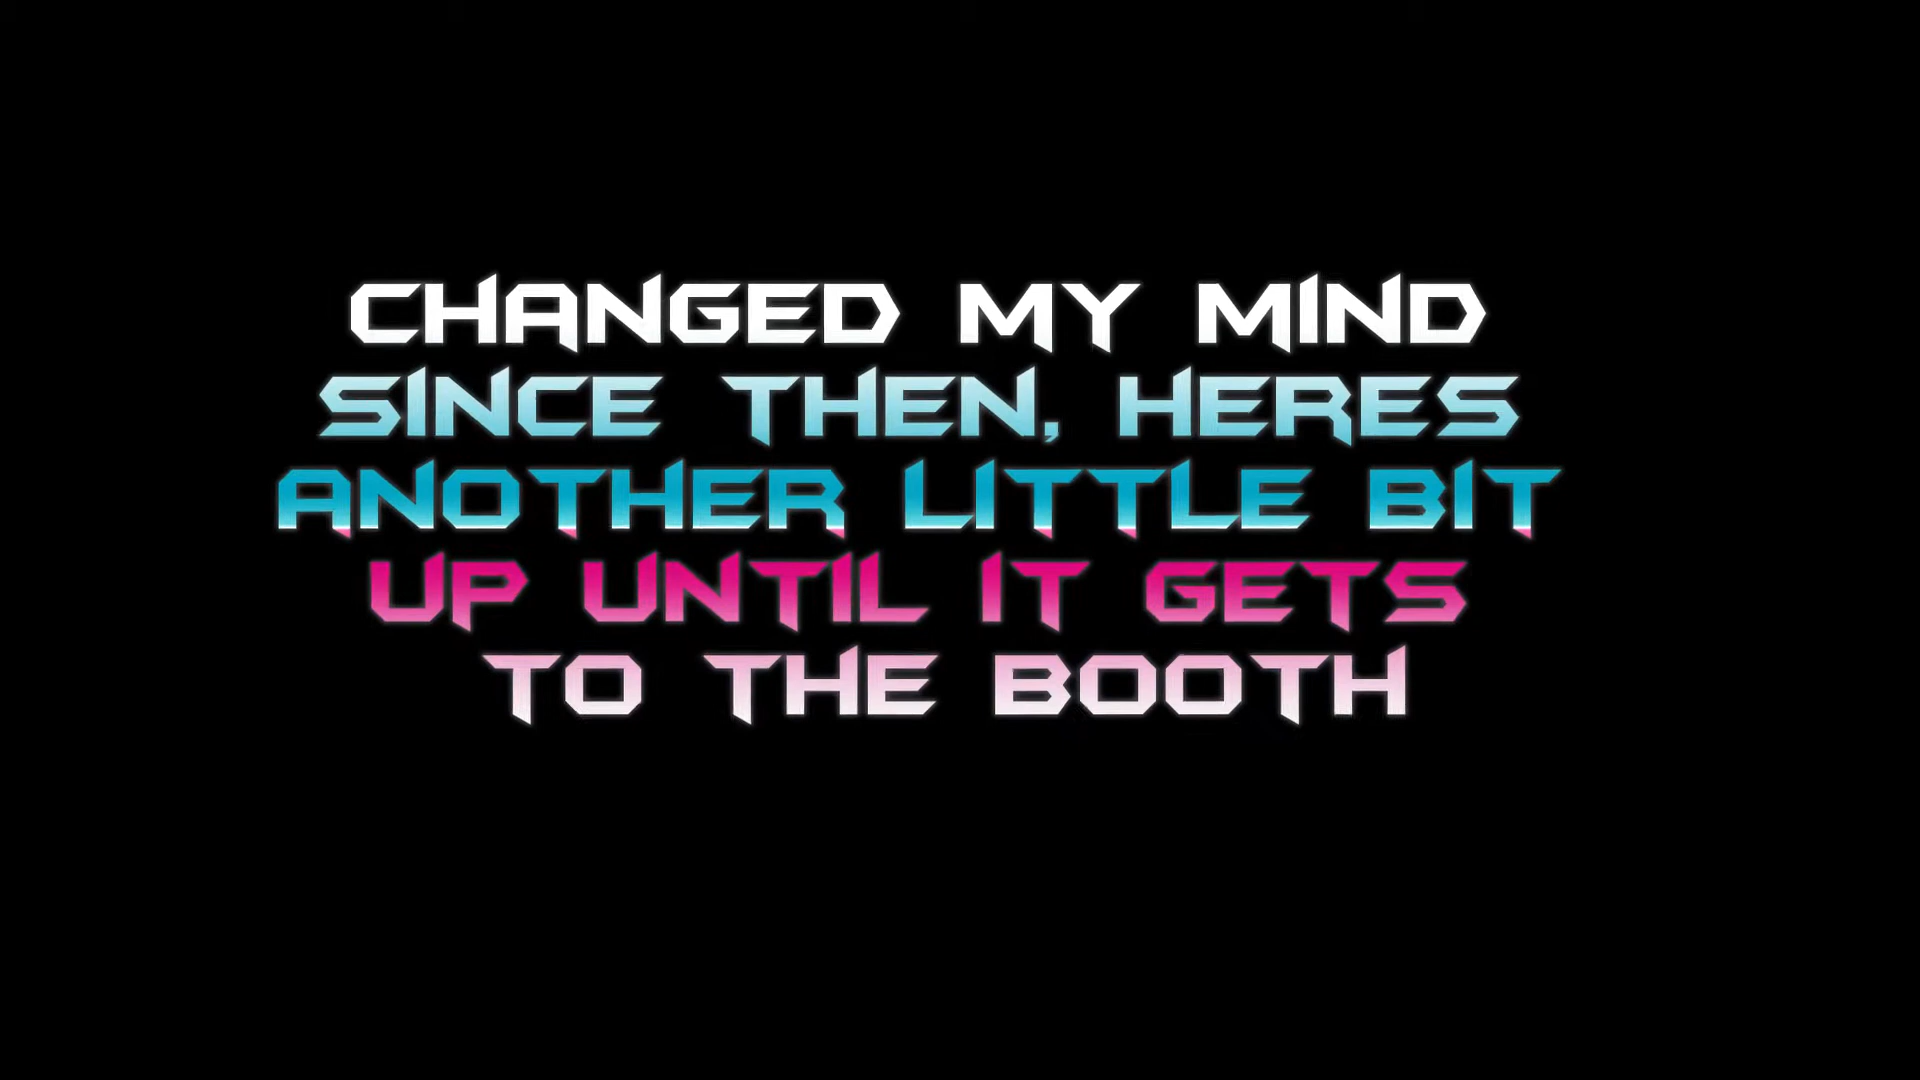 CHANGED MY MIND
SINCE THEN, HERES
ANOTHER LITTLE BIT
UP UNTIL IT GETS
TO THE BOOTH